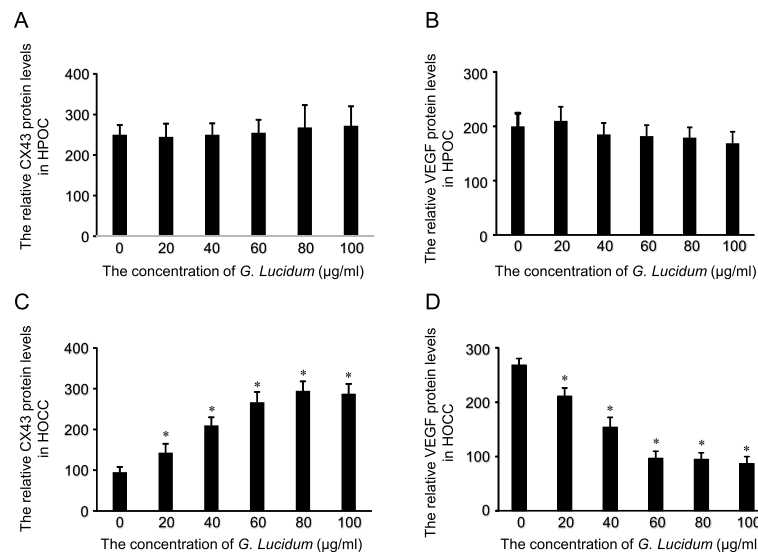 A
The relative CX43 protein levels
in HPOC
400
300
200
100
0
0 20 40 60 80 100
The concentration of G. Lucidum (µg/ml)
B
The relative VEGF protein levels
in HPOC
300
200
100
0
0 20 40 60 80 100
The concentration of G. Lucidum (µg/ml)
C
The relative CX43 protein levels
in HOCC
400
300
200
100
0
* * * * *
0 20 40 60 80 100
The concentration of G. Lucidum (µg/ml)
D
The relative VEGF protein levels
in HOCC
300
200
100
0
* * * * *
0 20 40 60 80 100
The concentration of G. Lucidum (µg/ml)